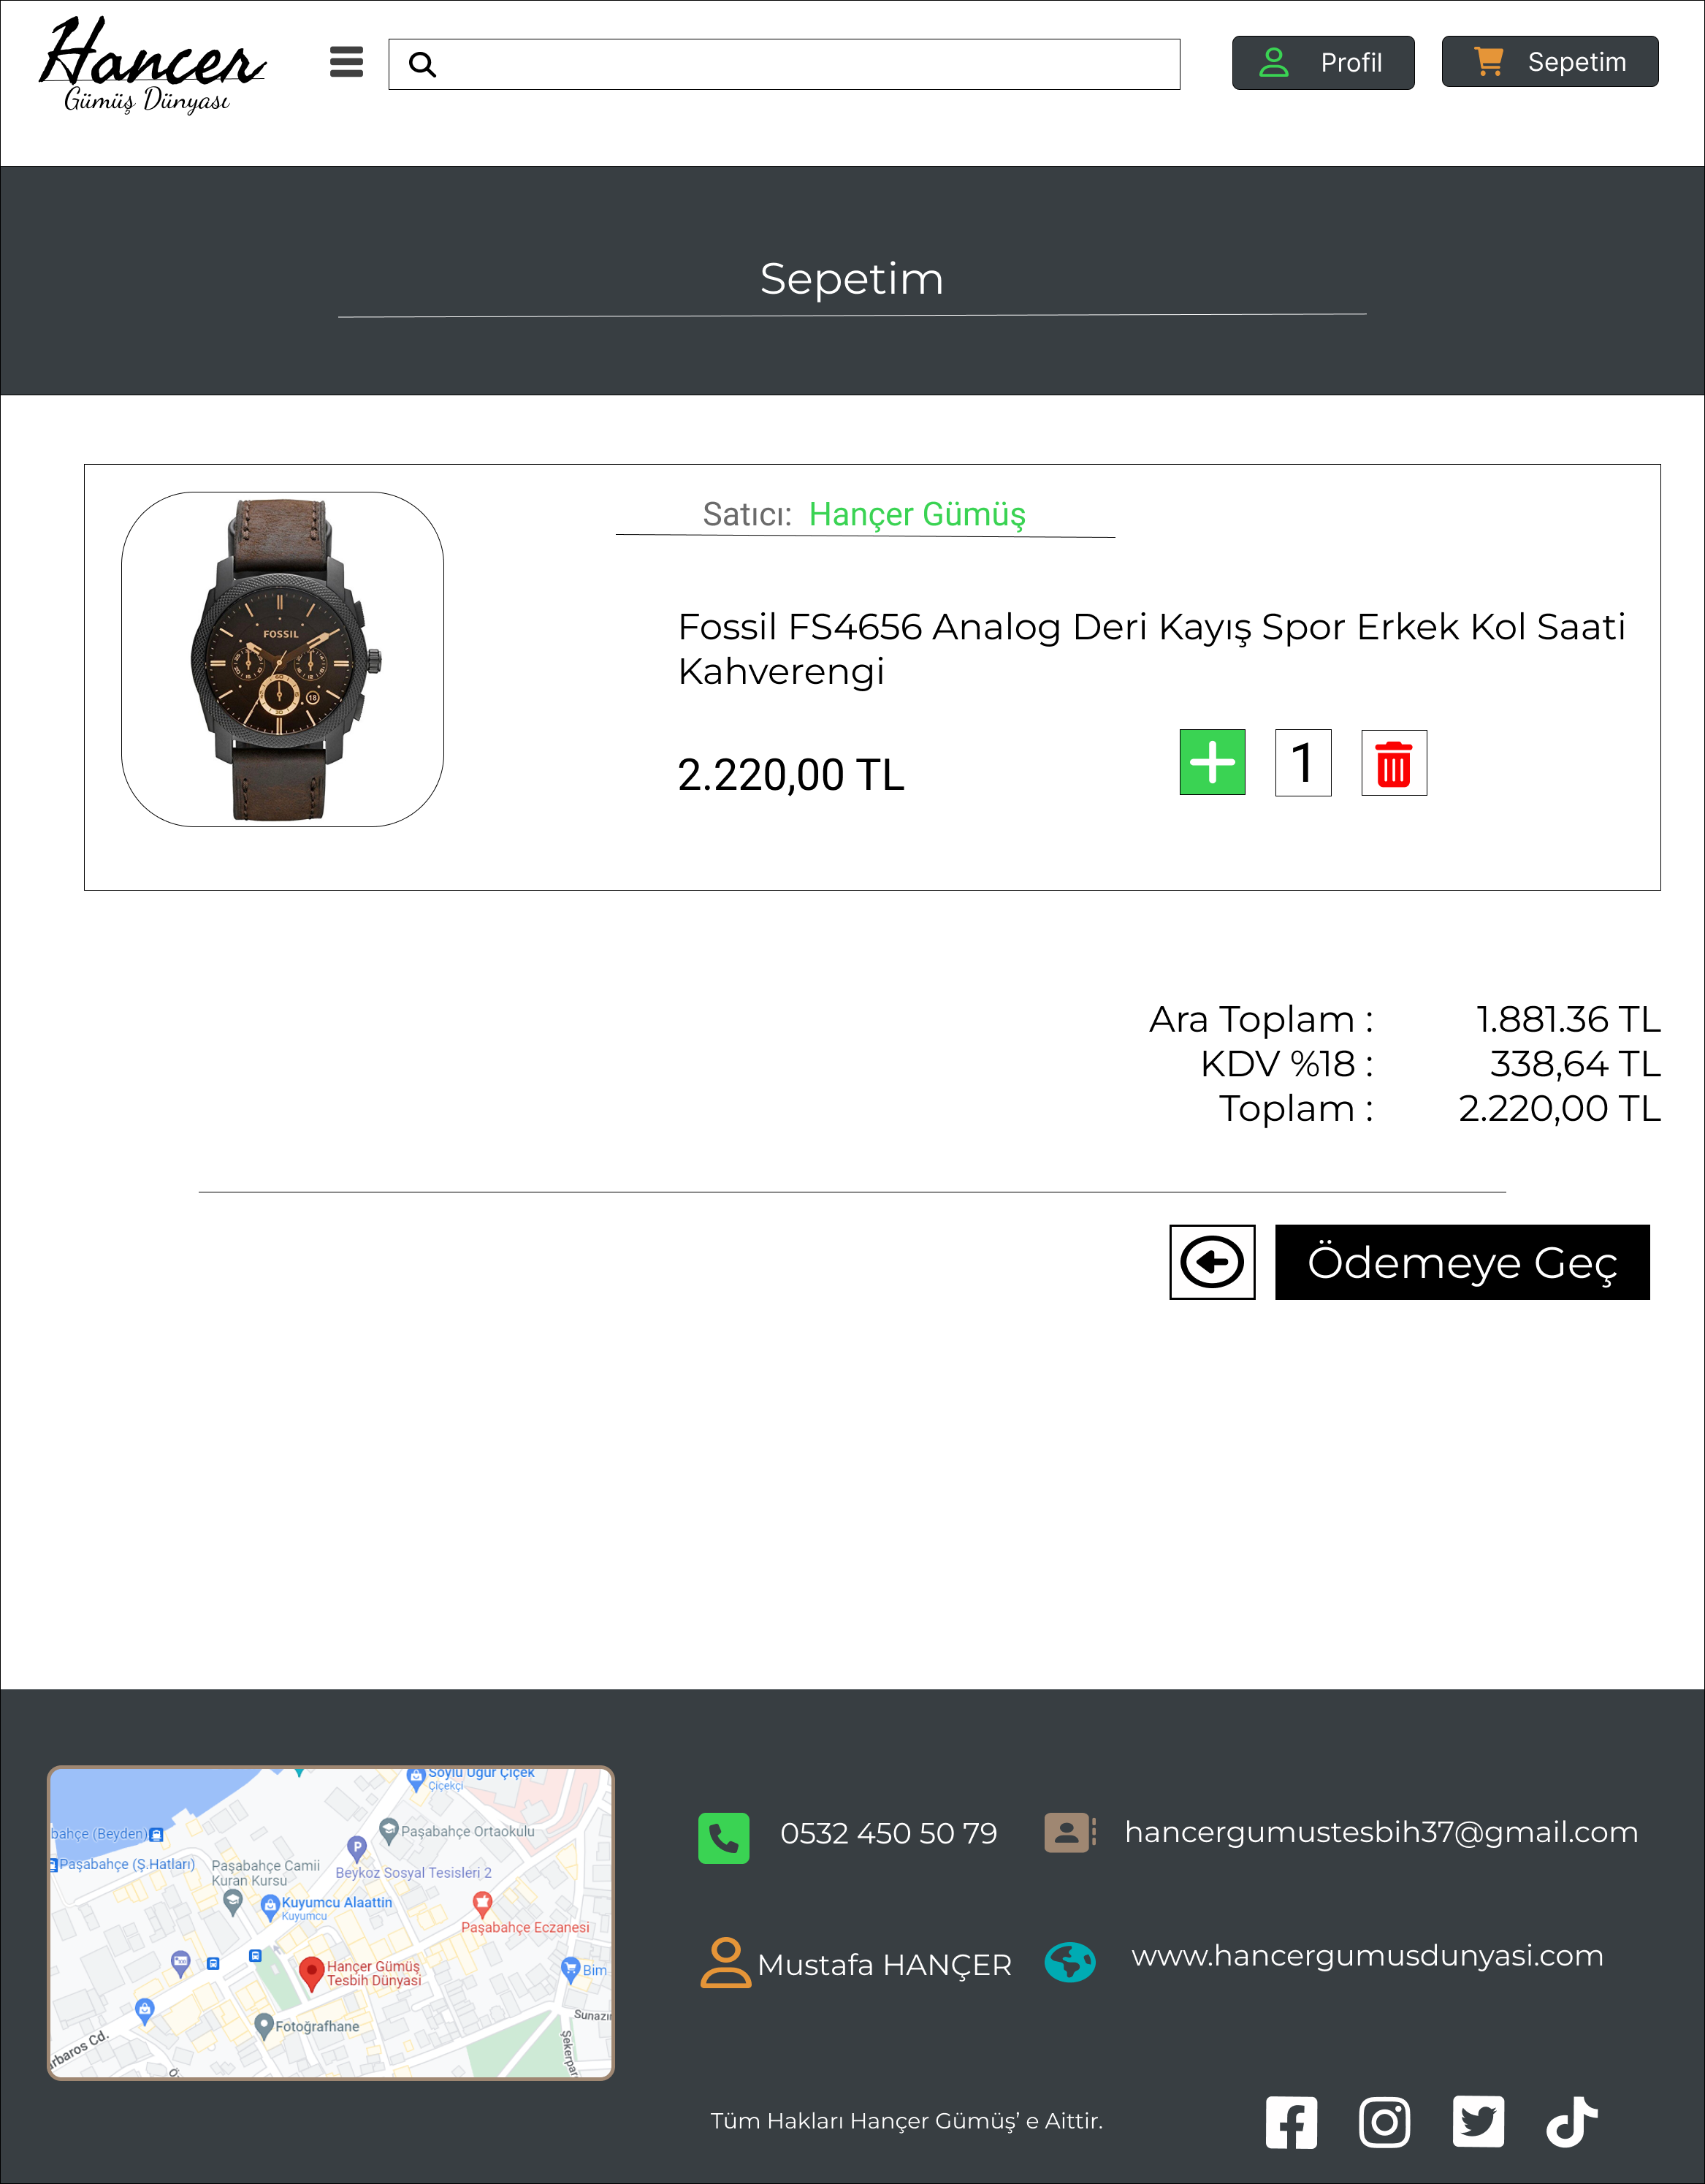 Hancer
Gümüş Dünyası
Profil
Sepetim
Sepetim
Satıcı: Hançer Gümüş
FOSSIL
18
Fossil FS4656 Analog Deri Kayış Spor Erkek Kol Saati
Kahverengi
2.220,00 TL
1
Ara Toplam : 1.881.36 TL
KDV %18 : 338,64 TL
Toplam : 2.220,00 TL
Ödemeye Geç
Soylu Uğur Çiçek
Çiçekçi
bahçe (Beyden)
Paşabahçe Ortaokulu
P
Paşabahçe (Ş.Hatları)
Paşabahçe Camii
Kuran Kursu
Beykoz Sosyal Tesisleri 2
Kuyumcu Alaattin
Kuyumcu
Paşabahçe Eczanesi
Hançer Gümüş
Tesbih Dünyası
Bim
Fotoğrafhane
Sunazı
rbaros Cd.
Şekerpar
0532 450 50 79
hancergumustesbih37@gmail.com
Mustafa HANÇER
www.hancergumusdunyasi.com
Tüm Hakları Hançer Gümüş’ e Aittir.